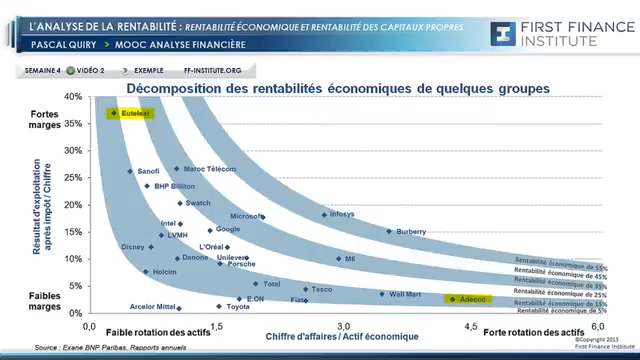 L'ANALYSE DE LA RENTABILITÉ : RENTABILITÉ ÉCONOMIQUE ET RENTABILITÉ DES CAPITAUX PROPRES
PASCAL QUIRY > MOOC ANALYSE FINANCIÈRE
FIRST FINANCE
INSTITUTE
SEMAINE 4 VIDÉO 2 > EXEMPLE FF-INSTITUTE.ORG
Décomposition des rentabilités économiques de quelques groupes
Fortes marges
Faibles marges
Résultat d'exploitation après impôt / Chiffre
40%
35%
30%
25%
20%
15%
10%
5%
0%
Eutelsat
Sanofi
Maroc Télécom
BHP Billiton
Swatch
Microsoft
Infosys
Intel
Google
Burberry
LVMH
Disney
L'Oréal
Danone
Unilever
M6
Porsche
Holcim
Total
Tesco
Wall Mart
Adecco
E.ON
Fiat
Arcelor Mittal
Toyota
Rentabilité économique de 55%
Rentabilité économique de 45%
Rentabilité économique de 35%
Rentabilité économique de 25%
Rentabilité économique de 15%
Rentabilité économique de 5%
0,0
1,5
3,0
4,5
6,0
Faible rotation des actifs
Chiffre d'affaires / Actif économique
Forte rotation des actifs
Source : Exane BNP Paribas, Rapports annuels
©Copyright 2013
First Finance Institute